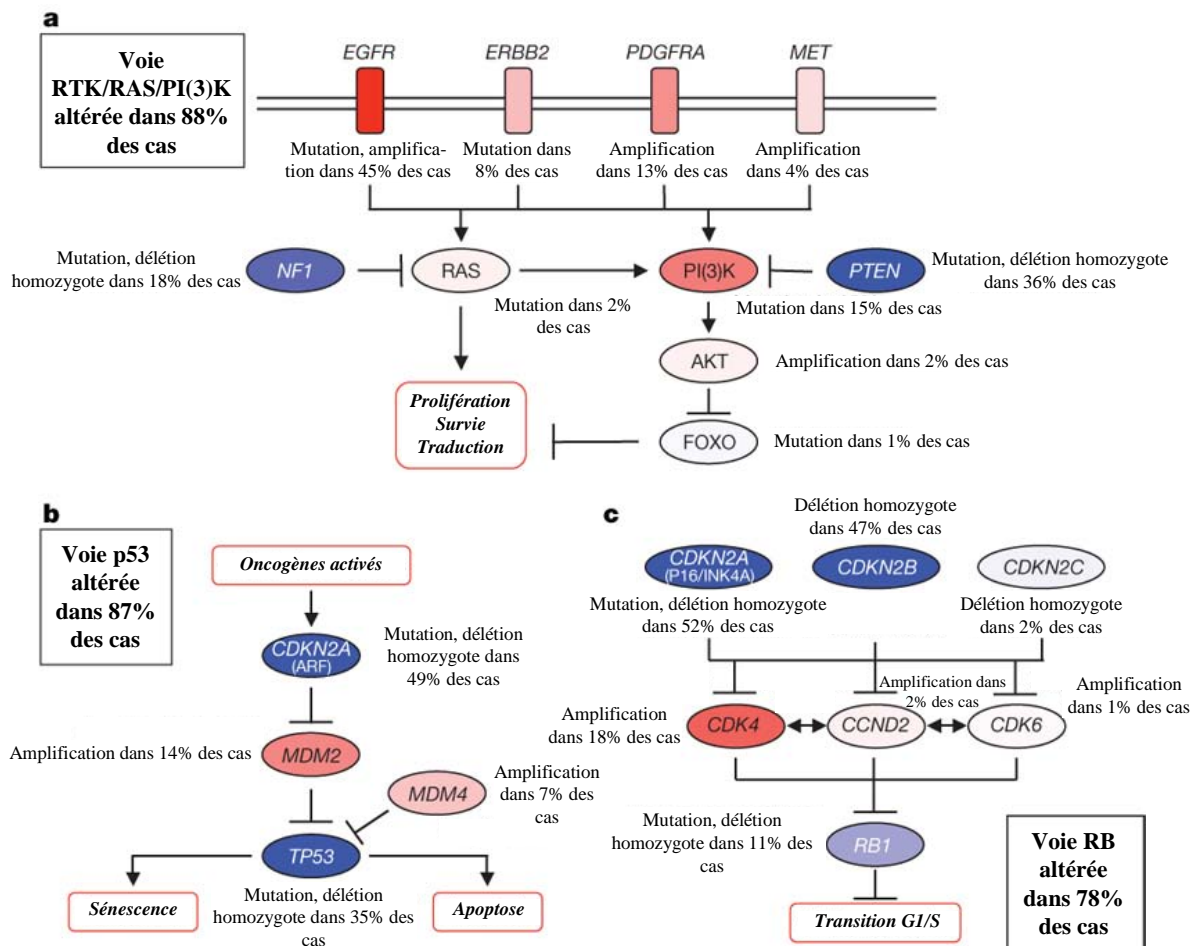 a
Voie
RTK/RAS/PI(3)K
altérée dans 88%
des cas
EGFR
ERBB2
PDGFRA
MET
Mutation, amplifica-
tion dans 45% des cas
Mutation dans
8% des cas
Amplification
dans 13% des cas
Amplification
dans 4% des cas
Mutation, délétion
homozygote dans 18% des cas
NF1
RAS
Mutation dans 2%
des cas
PI(3)K
Mutation dans 15% des cas
PTEN
Mutation, délétion homozygote
dans 36% des cas
AKT
Amplification dans 2% des cas
Prolifération
Survie
Traduction
FOXO
Mutation dans 1% des cas
b
Voie p53
altérée
dans 87%
des cas
Oncogènes activés
CDKN2A
(ARF)
Mutation, délétion
homozygote dans
49% des cas
Amplification dans 14% des cas
MDM2
MDM4
Amplification
dans 7% des
cas
TP53
Mutation, délétion
homozygote dans 35% des
cas
Sénescence
Apoptose
c
Délétion homozygote
dans 47% des cas
CDKN2A
(P16/INK4A)
CDKN2B
CDKN2C
Mutation, délétion homozygote
dans 52% des cas
Délétion homozygote
dans 2% des cas
Amplification dans
2% des cas
Amplification
dans 1% des cas
Amplification
dans 18% des cas
CDK4
CCND2
CDK6
Mutation, délétion
homozygote dans 11% des
cas
RB1
Transition G1/S
Voie RB
altérée
dans 78%
des cas